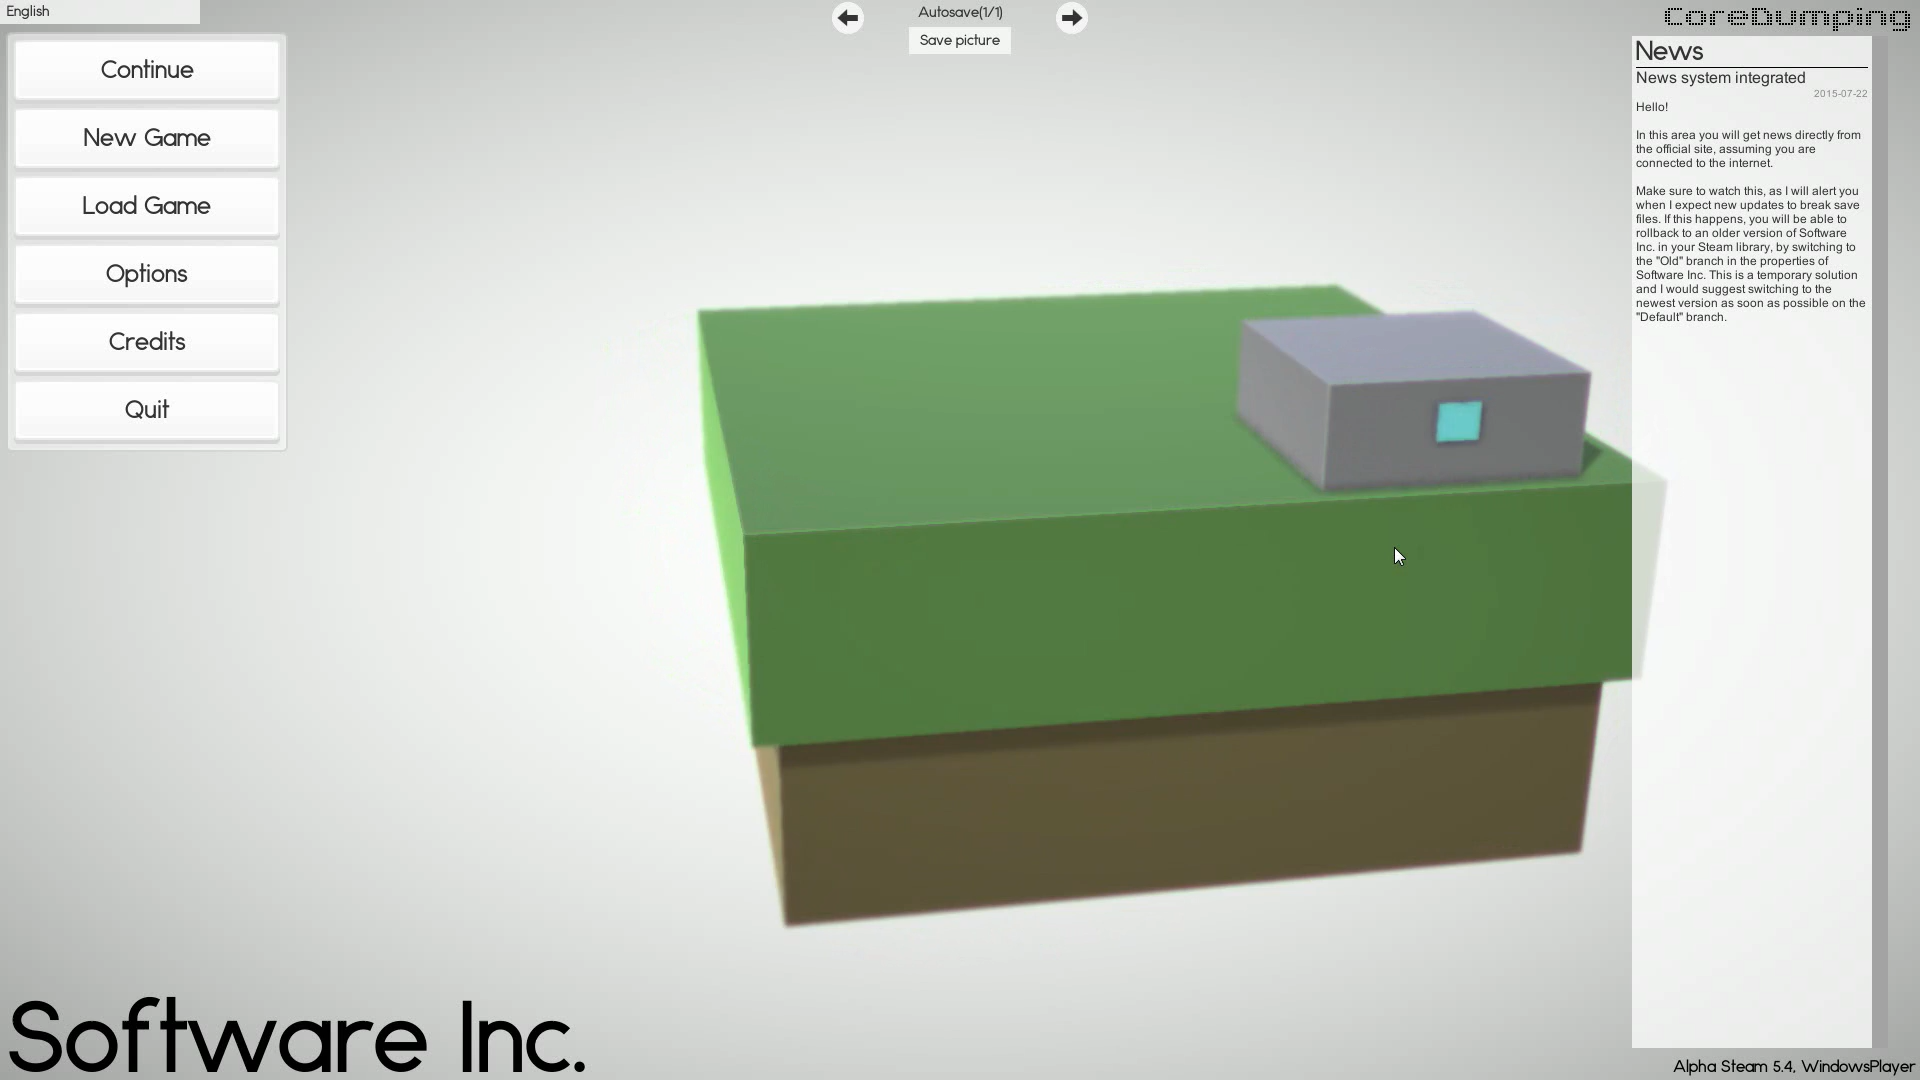 English
Continue
New Game
Load Game
Options
Credits
Quit
Autosave(1/1)
Save picture
CoreDumping
News
News system integrated
2015-07-22
Hello!
In this area you will get news directly from
the official site, assuming you are
connected to the internet.
Make sure to watch this, as I will alert you
when I expect new updates to break save
files. If this happens, you will be able to
rollback to an older version of Software
Inc. in your Steam library, by switching to
the "Old" branch in the properties of
Software Inc. This is a temporary solution
and I would suggest switching to the
newest version as soon as possible on the
"Default" branch.
Software Inc.
Alpha Steam 5.4, WindowsPlayer